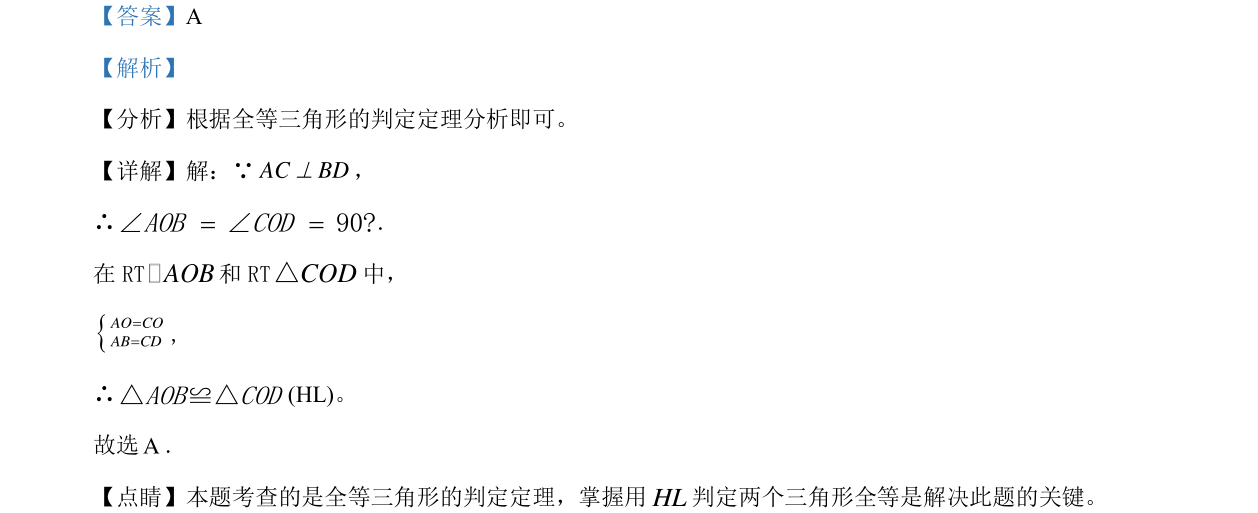 【答案】A
【解析】
【分析】根据全等三角形的判定定理分析即可。
【详解】解：∵ AC ⊥ BD，
∴∠AOB = ∠COD = 90?.
在 RT□AOB 和 RT △COD 中，
{AO=CO
AB=CD，
∴△AOB≌△COD (HL)。
故选 A .
【点睛】本题考查的是全等三角形的判定定理，掌握用 HL 判定两个三角形全等是解决此题的关键。